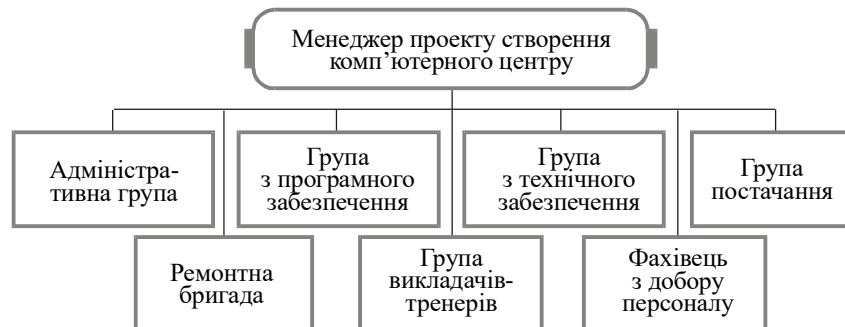 Менеджер проекту створення
комп’ютерного центру
Адміністра-
тивна група
Група
з програмного
забезпечення
Група
з технічного
забезпечення
Група
постачання
Ремонтна
бригада
Група
викладачів-
тренерів
Фахівець
з добору
персоналу